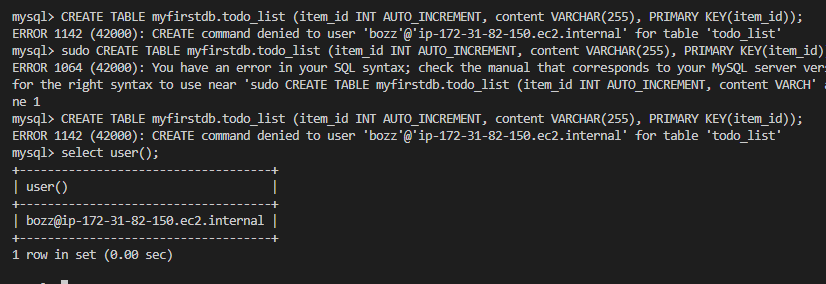 mysql> CREATE TABLE myfirstdb.todo_list (item_id INT AUTO_INCREMENT, content VARCHAR(255), PRIMARY KEY(item_id));
ERROR 1142 (42000): CREATE command denied to user 'bozz'@'ip-172-31-82-150.ec2.internal' for table 'todo_list'
mysql> sudo CREATE TABLE myfirstdb.todo_list (item_id INT AUTO_INCREMENT, content VARCHAR(255), PRIMARY KEY(item_id)
ERROR 1064 (42000): You have an error in your SQL syntax; check the manual that corresponds to your MySQL server ver
for the right syntax to use near 'sudo CREATE TABLE myfirstdb.todo_list (item_id INT AUTO_INCREMENT, content VARCH' a
ne 1
mysql> CREATE TABLE myfirstdb.todo_list (item_id INT AUTO_INCREMENT, content VARCHAR(255), PRIMARY KEY(item_id));
ERROR 1142 (42000): CREATE command denied to user 'bozz'@'ip-172-31-82-150.ec2.internal' for table 'todo_list'
mysql> select user();
+------------------------------------+
| user()                             |
+------------------------------------+
| bozz@ip-172-31-82-150.ec2.internal |
+------------------------------------+
1 row in set (0.00 sec)